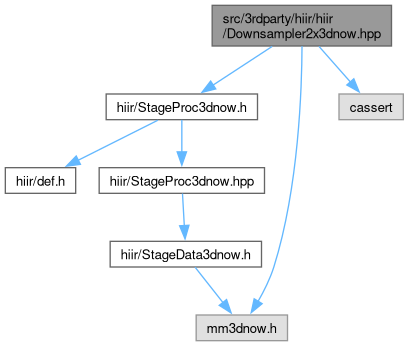 src/3rdparty/hiir/hiir
/Downsampler2x3dnow.hpp
hiir/StageProc3dnow.h
cassert
hiir/def.h
hiir/StageProc3dnow.hpp
hiir/StageData3dnow.h
mm3dnow.h